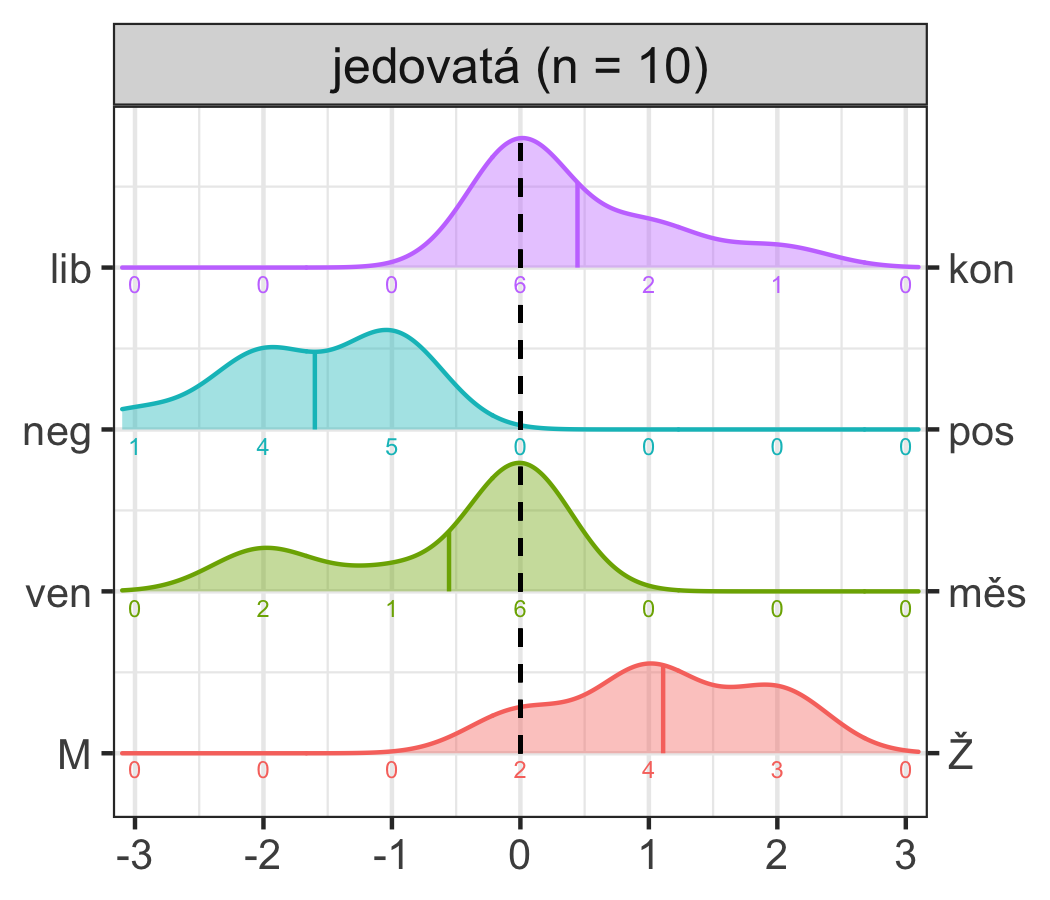 jedovatá (n = 10)
lib kon
0 0 0 6 2 1 0
neg pos
1 4 5 0 0 0 0
ven měs
0 2 1 6 0 0 0
M Ž
0 0 0 2 4 3 0
-3 -2 -1 0 1 2 3